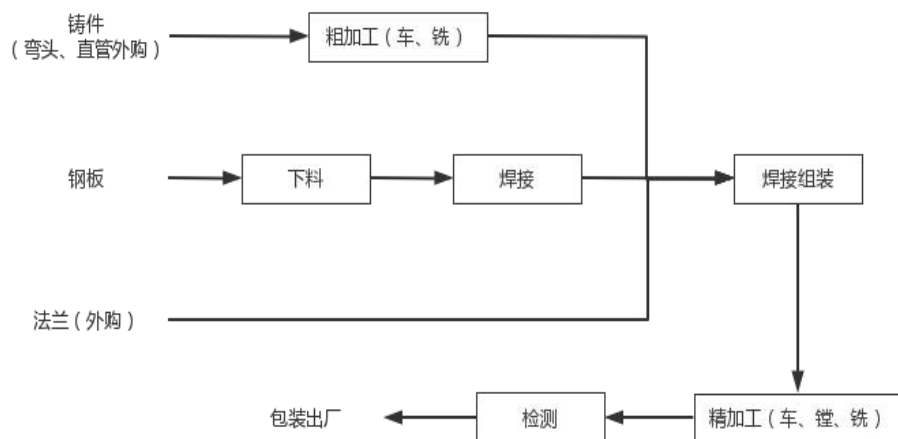 铸件
（弯头、直管外购）
粗加工（车、铣）
钢板
下料
焊接
焊接组装
法兰（外购）
包装出厂
检测
精加工（车、镗、铣）